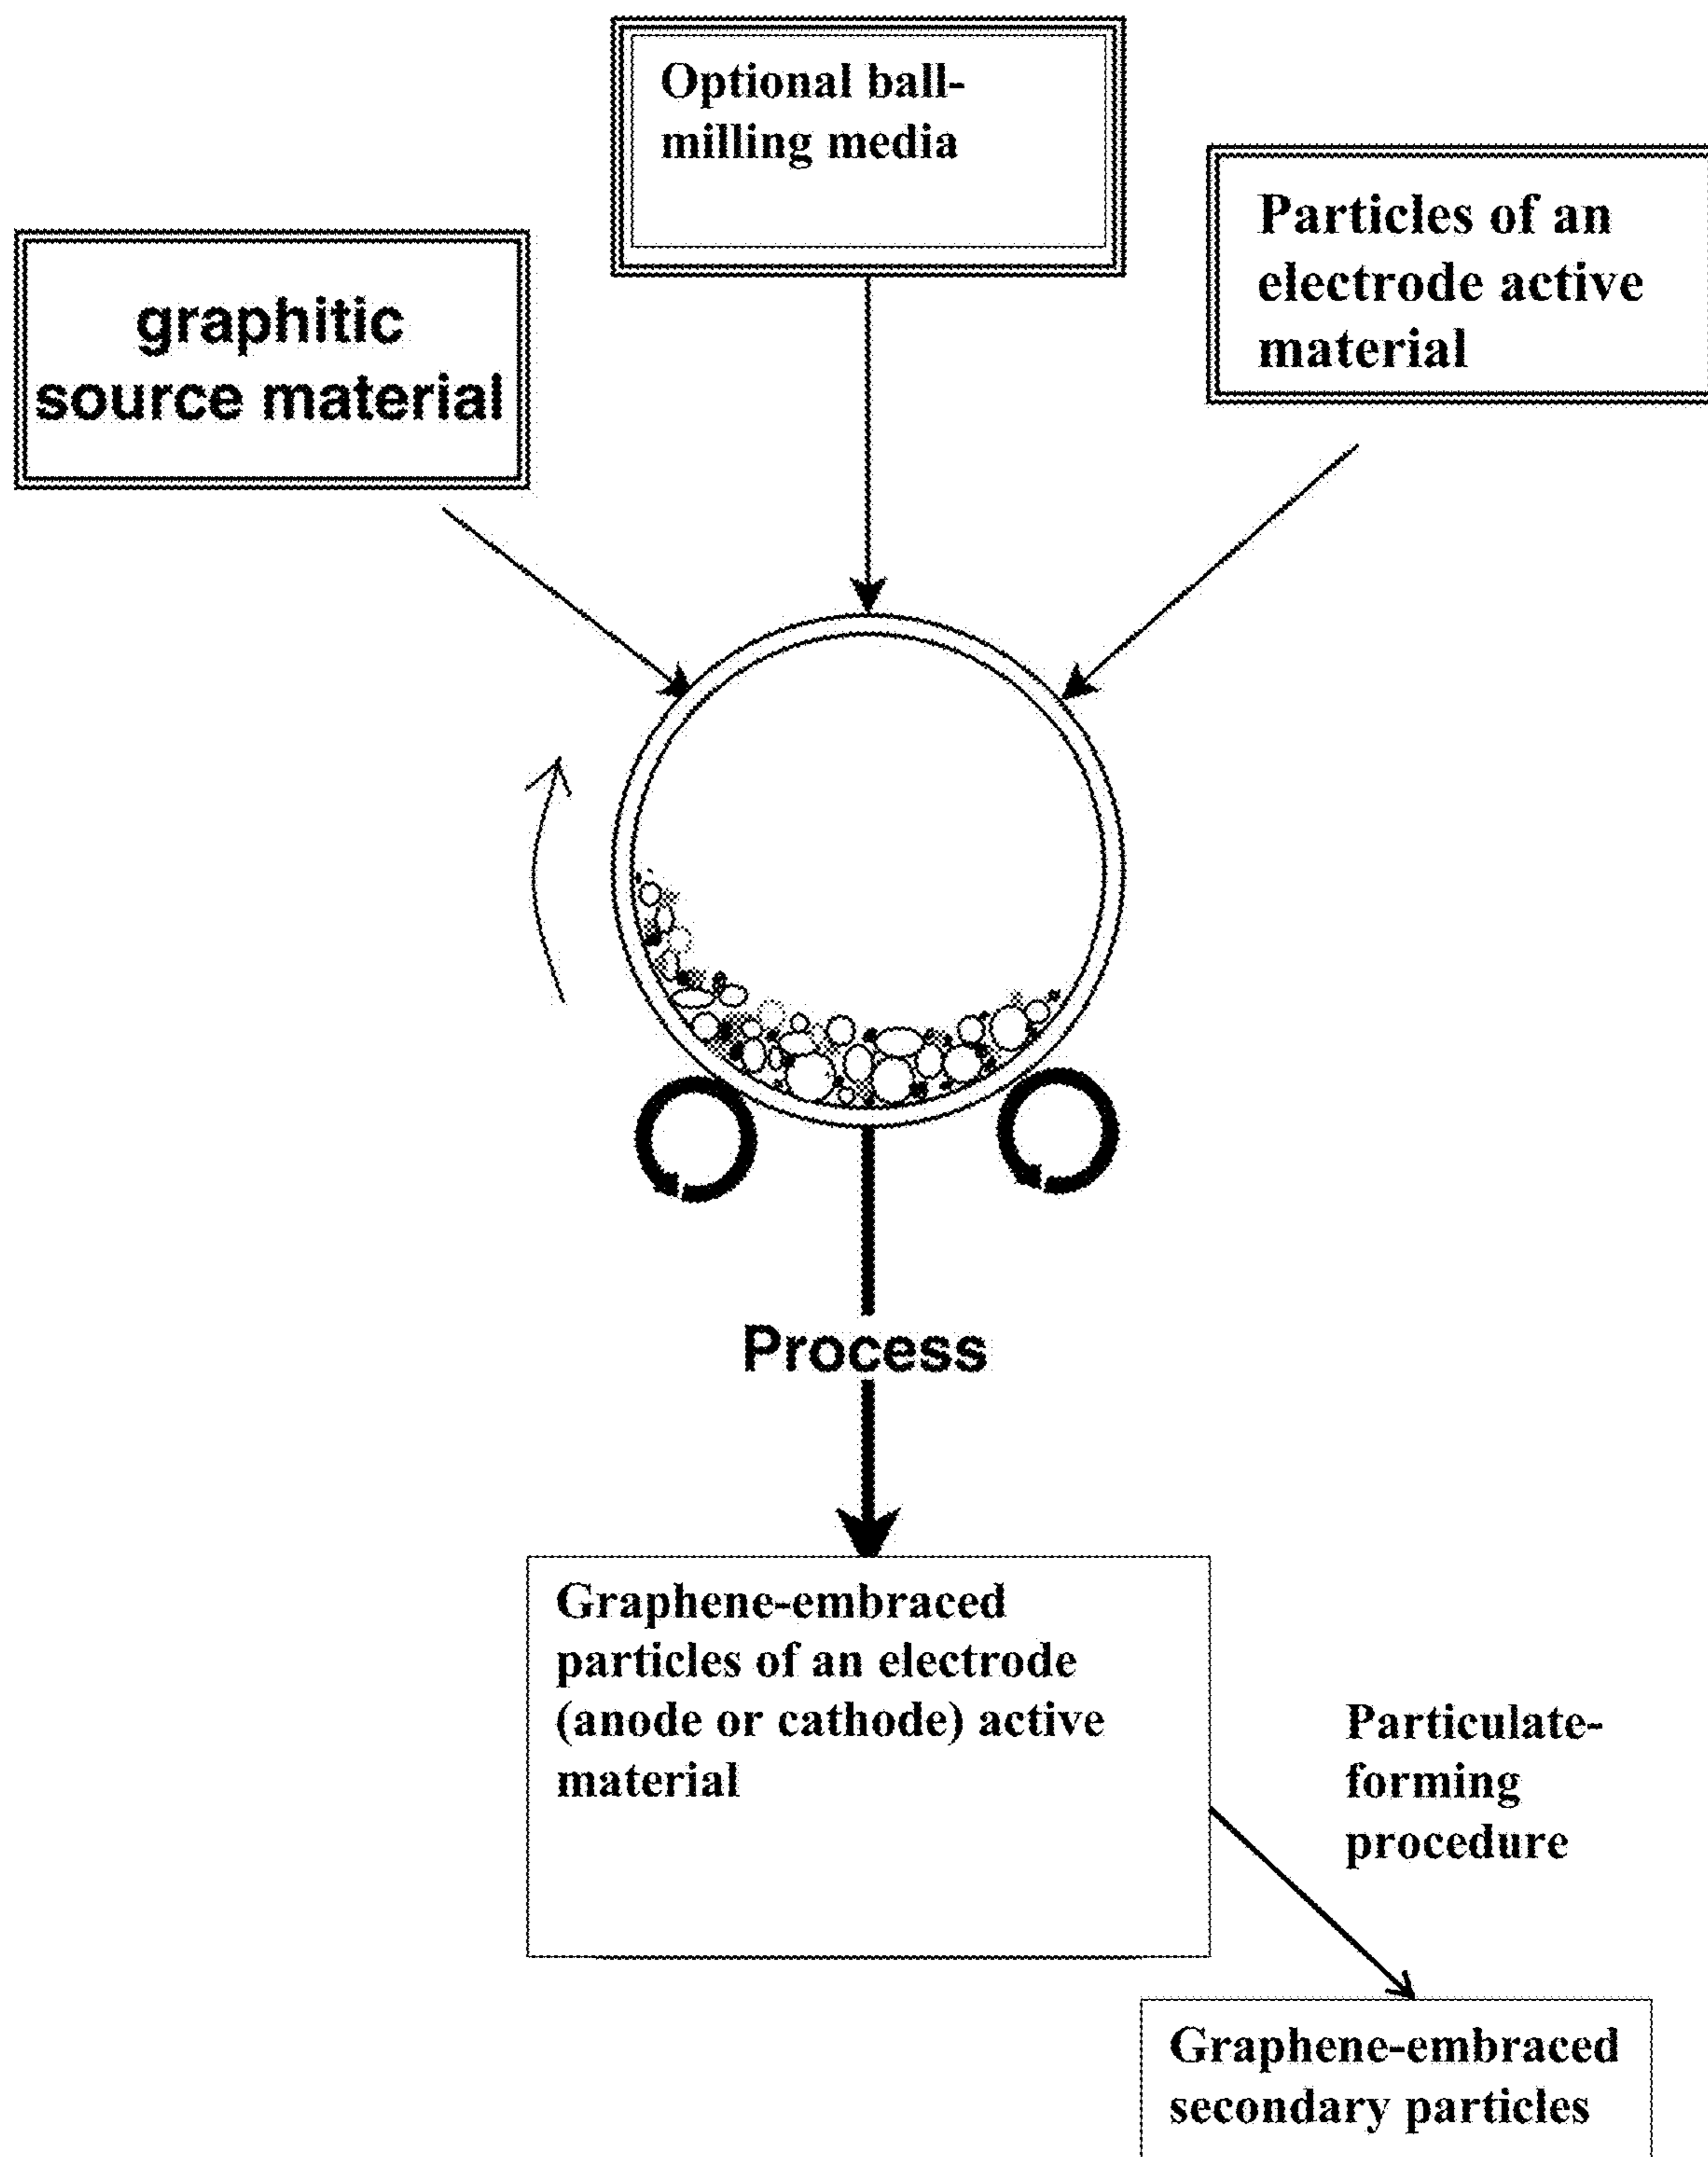 Optional ball-
milling media
Particles of an
electrode active
material
graphitic
source material
Process
Graphene-embraced
particles of an electrode
(anode or cathode) active
material
Particulate-
forming
procedure
Graphene-embraced
secondary particles